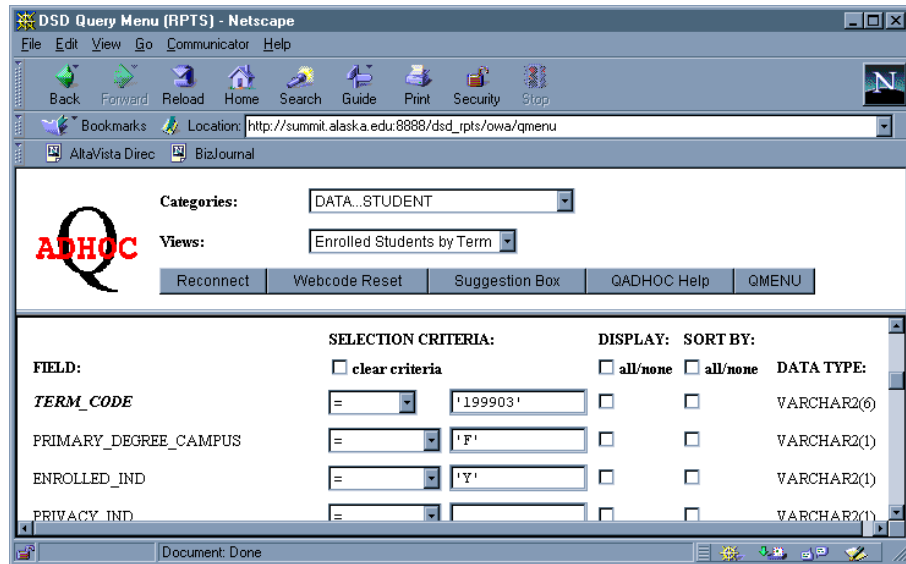 DSD Query Menu (RPTS) - Netscape
File Edit View Go Communicator Help
Back Forward Reload Home Search Guide Print Security Stop
N
Bookmarks Location: http://summit.alaska.edu:8888/dsd_rpts/owa/qmenu
AltaVista Direc BizJournal
Categories: DATA...STUDENT
Q
ADHOC
Views: Enrolled Students by Term
Reconnect Webcode Reset Suggestion Box QADHOC Help QMENU
SELECTION CRITERIA: DISPLAY: SORT BY:
FIELD: clear criteria all/none all/none DATA TYPE:
TERM_CODE = '199903' VARCHAR2(6)
PRIMARY_DEGREE_CAMPUS = 'F' VARCHAR2(1)
ENROLLED_IND = 'Y' VARCHAR2(1)
PRIVACY_IND = VARCHAR2(1)
Document: Done